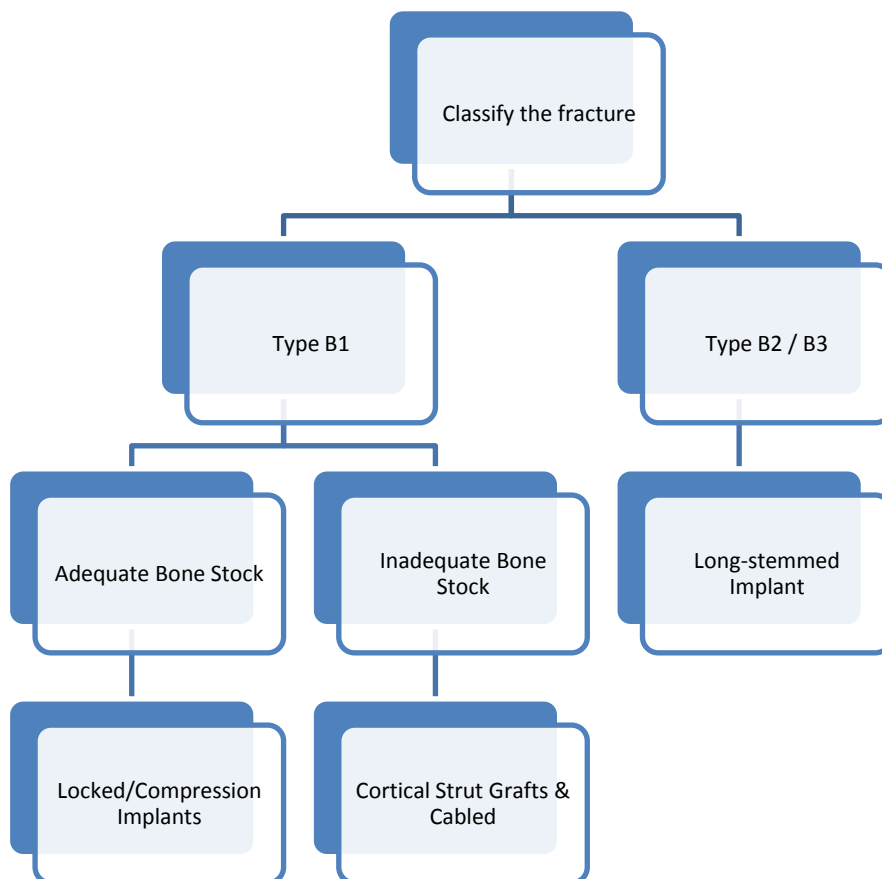 Classify the fracture
Type B1
Type B2 / B3
Adequate Bone Stock
Inadequate Bone
Stock
Long-stemmed
Implant
Locked/Compression
Implants
Cortical Strut Grafts &
Cabled